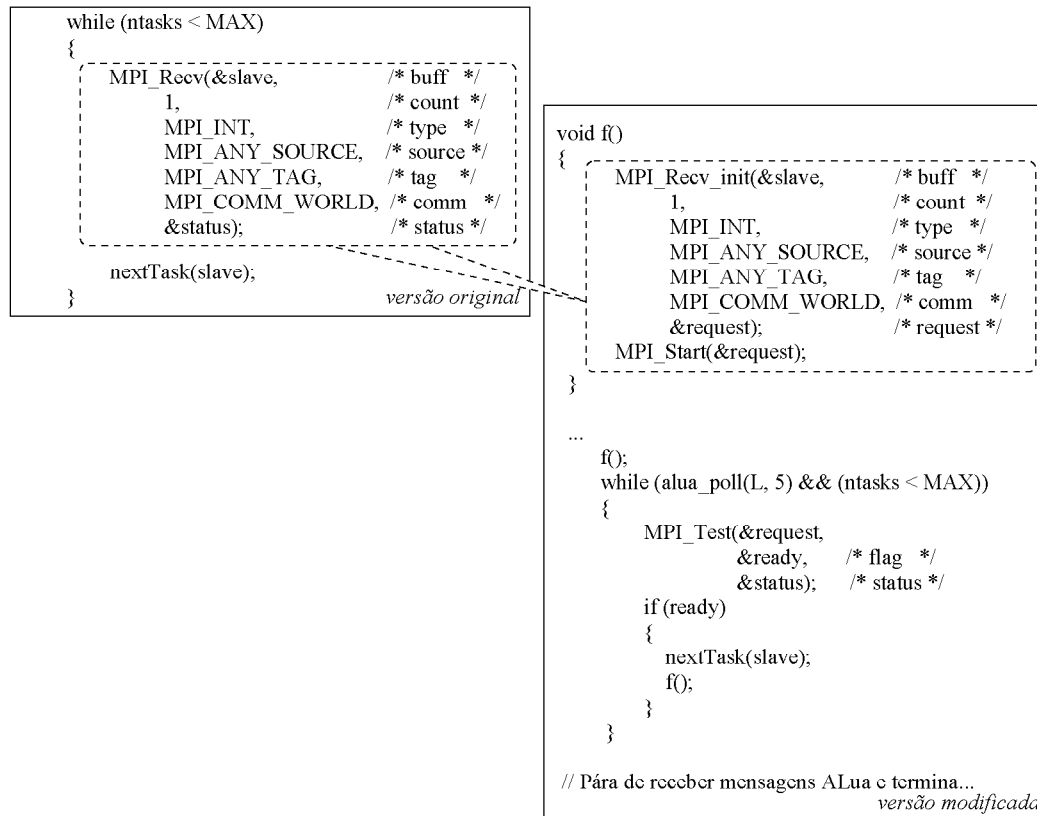 while (ntasks < MAX)
{
MPI_Recv(&slave, /* buff */
1, /* count */
MPI_INT, /* type */
MPI_ANY_SOURCE, /* source */
MPI_ANY_TAG, /* tag */
MPI_COMM_WORLD, /* comm */
&status); /* status */
nextTask(slave);
}
versão original
void f()
{
MPI_Recv_init(&slave, /* buff */
1, /* count */
MPI_INT, /* type */
MPI_ANY_SOURCE, /* source */
MPI_ANY_TAG, /* tag */
MPI_COMM_WORLD, /* comm */
&request); /* request */
MPI_Start(&request);
}
...
f();
while (alua_poll(L, 5) && (ntasks < MAX))
{
MPI_Test(&request,
&ready, /* flag */
&status); /* status */
if (ready)
{
nextTask(slave);
f();
}
}
// Pára de receber mensagens ALua e termina...
versão modificada